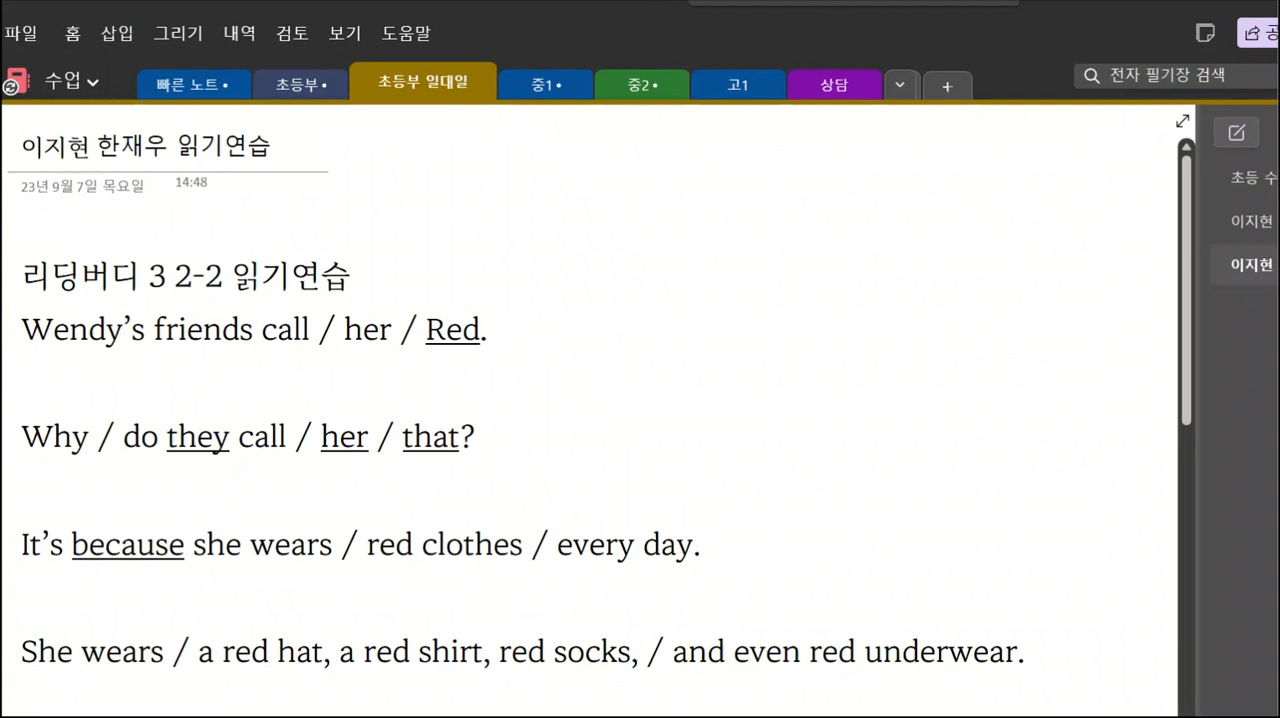 파일 홈 삽입 그리기 내역 검토 보기 도움말
수업 빠른 노트 • 초등부 • 초등부 일대일 중1 • 중2 • 고1 상담 + 전자 필기장 검색
이지현 한재우 읽기연습
23년 9월 7일 목요일 14:48
초등 수
이지현
이지현
리딩버디 3 2-2 읽기연습
Wendy’s friends call / her / Red.
Why / do they call / her / that?
It’s because she wears / red clothes / every day.
She wears / a red hat, a red shirt, red socks, / and even red underwear.